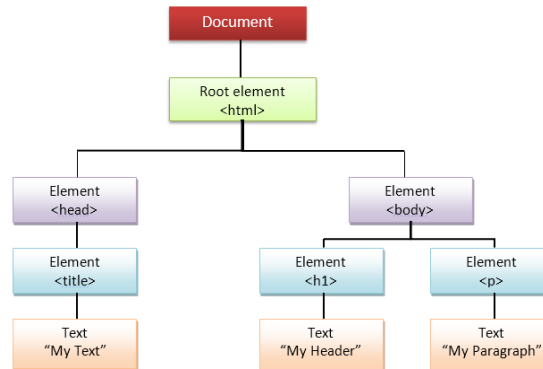 Document
Root element
<html>
Element
<head>
Element
<body>
Element
<title>
Element
<h1>
Element
<p>
Text
“My Text”
Text
“My Header”
Text
“My Paragraph”